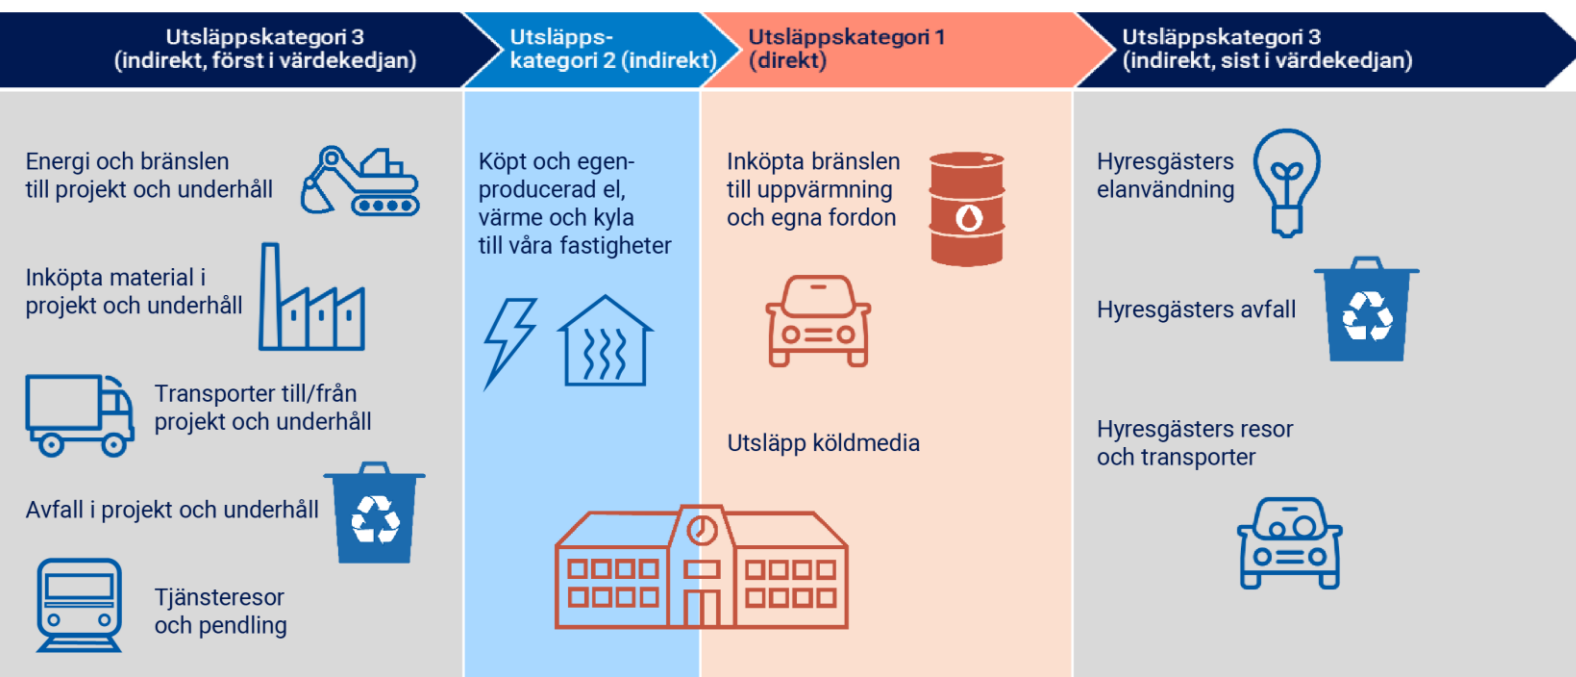 Utsläppskategori 3
(indirekt, först i värdekedjan)
Utsläpps-
kategori 2 (indirekt)
Utsläppskategori 1
(direkt)
Utsläppskategori 3
(indirekt, sist i värdekedjan)
Energi och bränslen
till projekt och underhåll
Inköpta material i
projekt och underhåll
Transporter till/från
projekt och underhåll
Avfall i projekt och underhåll
Tjänsteresor
och pendling
Köpt och egen-
producerad el,
värme och kyla
till våra fastigheter
Inköpta bränslen
till uppvärmning
och egna fordon
Utsläpp köldmedia
Hyresgästers
elanvändning
Hyresgästers avfall
Hyresgästers resor
och transporter